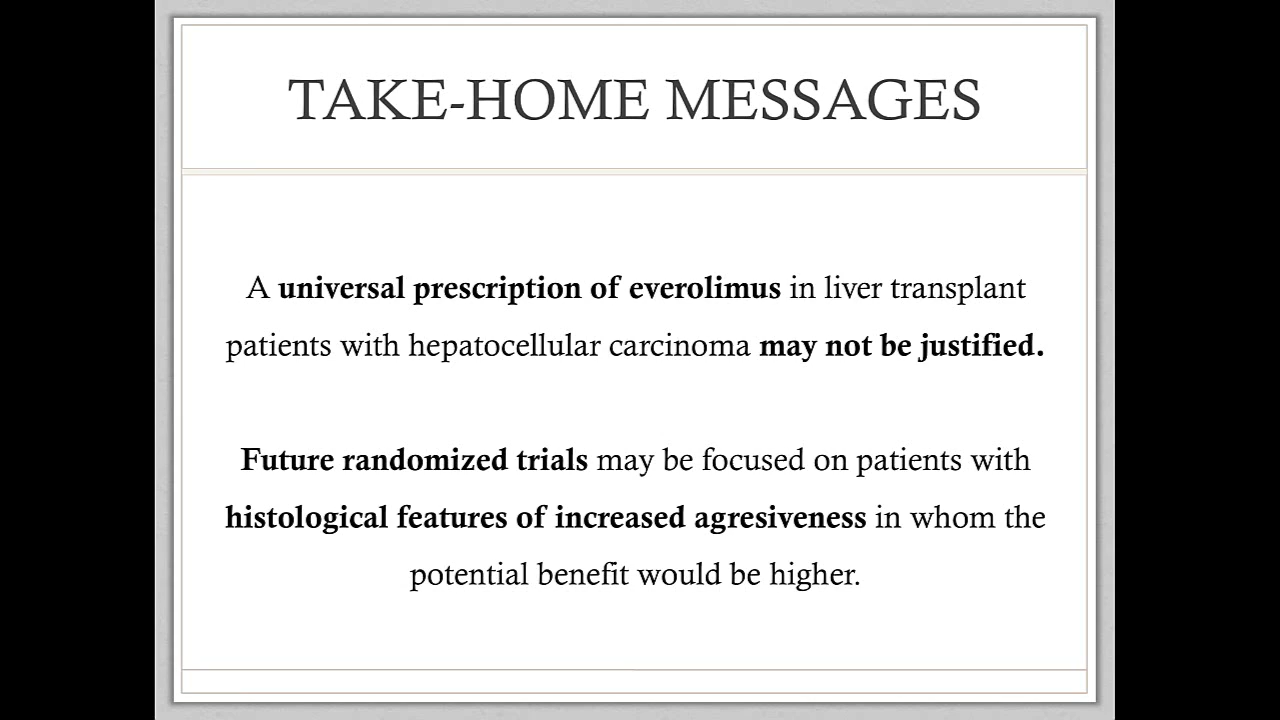 TAKE-HOME MESSAGES
A universal prescription of everolimus in liver transplant
patients with hepatocellular carcinoma may not be justified.
Future randomized trials may be focused on patients with
histological features of increased agresiveness in whom the
potential benefit would be higher.